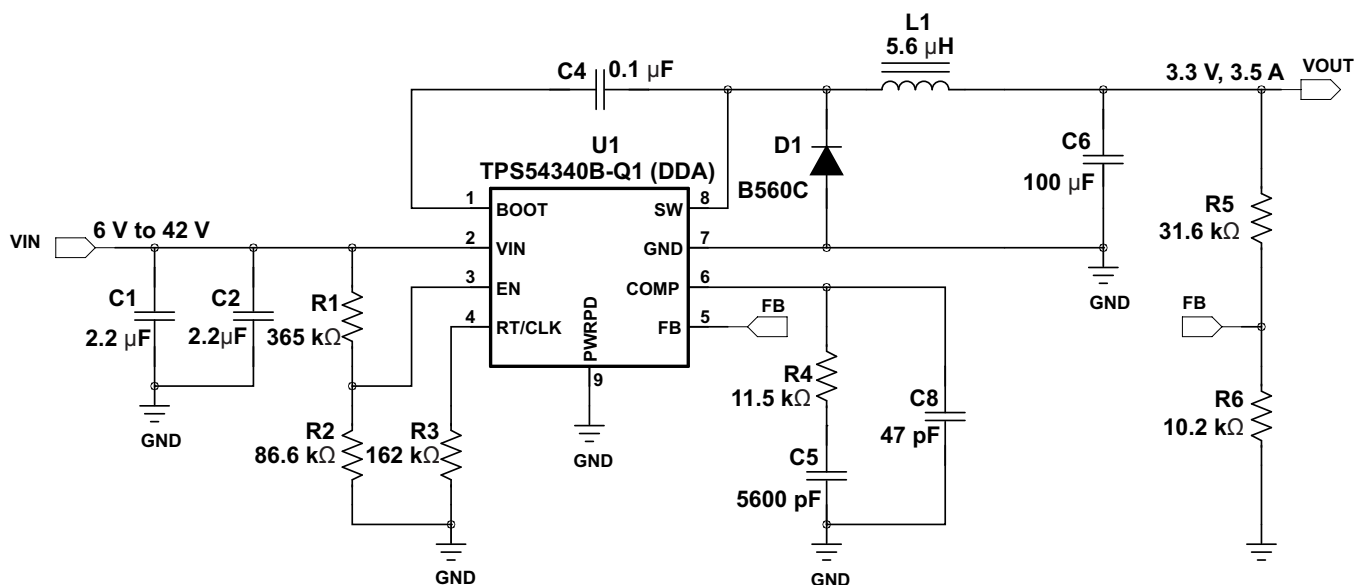 L1
5.6 µH
C4
0.1 µF
3.3 V, 3.5 A
VOUT
U1
TPS54340B-Q1 (DDA)
D1
B560C
C6
100 µF
1
BOOT
SW
8
R5
31.6 kΩ
VIN
6 V to 42 V
2
VIN
GND
7
3
EN
COMP
6
GND
C1
2.2 µF
C2
2.2µF
R1
365 kΩ
4
RT/CLK
PWRPD
FB
5
FB
FB
9
R4
11.5 kΩ
C8
47 pF
R6
10.2 kΩ
GND
R2
86.6 kΩ
R3
162 kΩ
GND
C5
5600 pF
GND
GND
GND